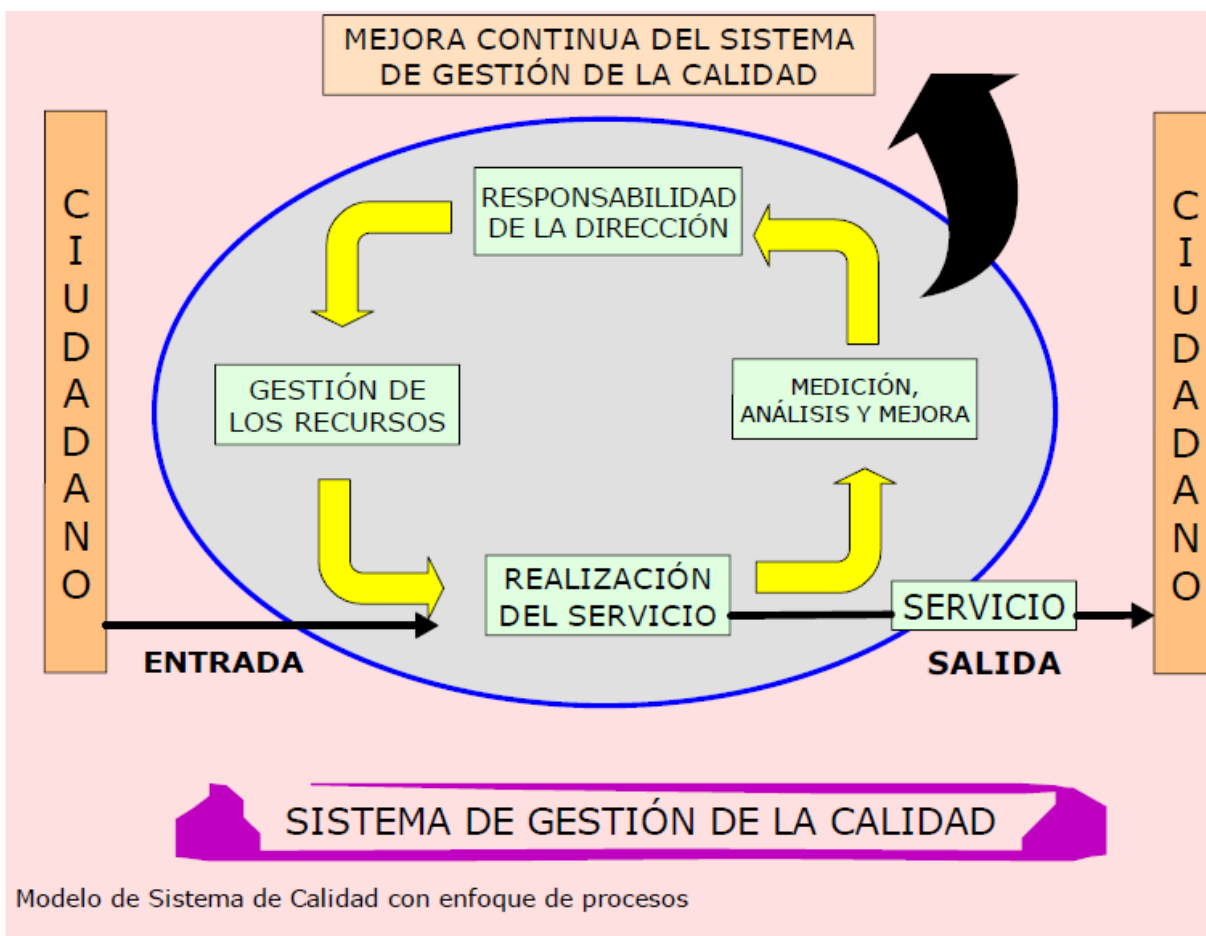 MEJORA CONTINUA DEL SISTEMA
DE GESTIÓN DE LA CALIDAD
CIUDADANO
RESPONSABILIDAD
DE LA DIRECCIÓN
GESTIÓN DE
LOS RECURSOS
MEDICIÓN,
ANÁLISIS Y MEJORA
REALIZACIÓN
DEL SERVICIO
SERVICIO
ENTRADA
SALIDA
CIUDADANO
SISTEMA DE GESTIÓN DE LA CALIDAD
Modelo de Sistema de Calidad con enfoque de procesos